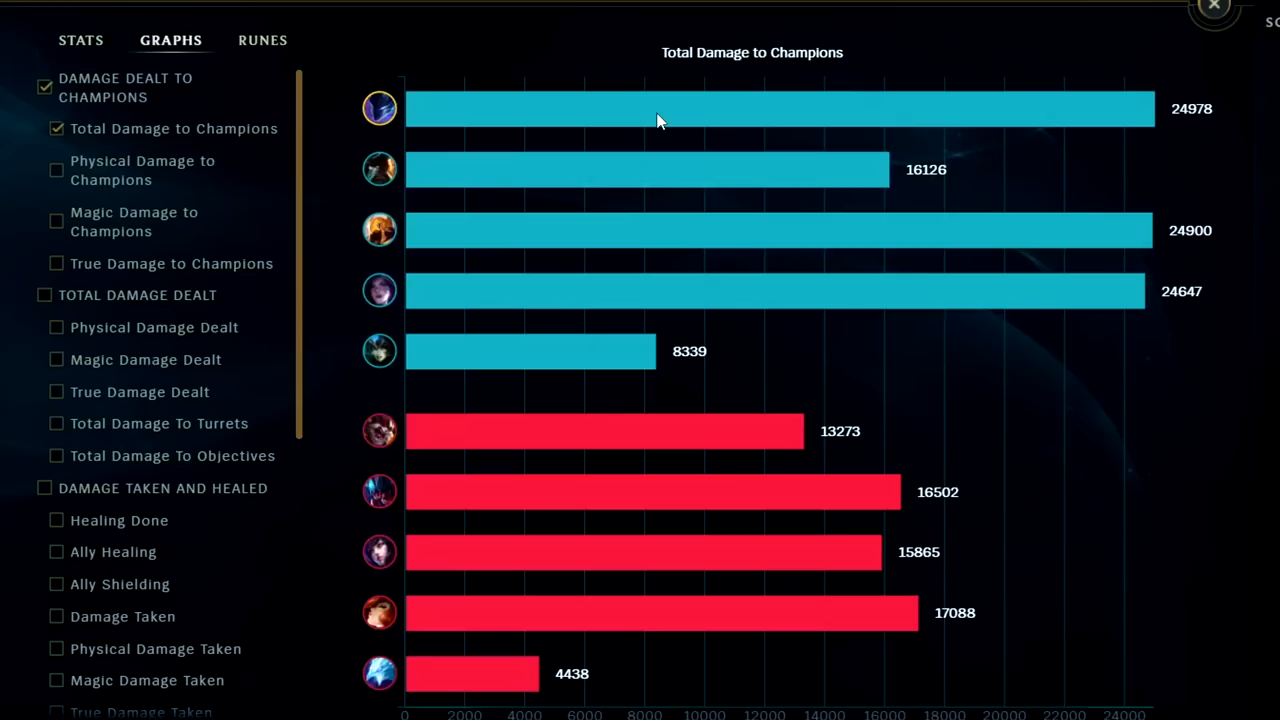 STATS GRAPHS RUNES
DAMAGE DEALT TO
CHAMPIONS
Total Damage to Champions
Physical Damage to
Champions
Magic Damage to
Champions
True Damage to Champions
TOTAL DAMAGE DEALT
Physical Damage Dealt
Magic Damage Dealt
True Damage Dealt
Total Damage To Turrets
Total Damage To Objectives
DAMAGE TAKEN AND HEALED
Healing Done
Ally Healing
Ally Shielding
Damage Taken
Physical Damage Taken
Magic Damage Taken
True Damage Taken
Total Damage to Champions
24978
16126
24900
24647
8339
13273
16502
15865
17088
4438
0 2000 4000 6000 8000 10000 12000 14000 16000 18000 20000 22000 24000